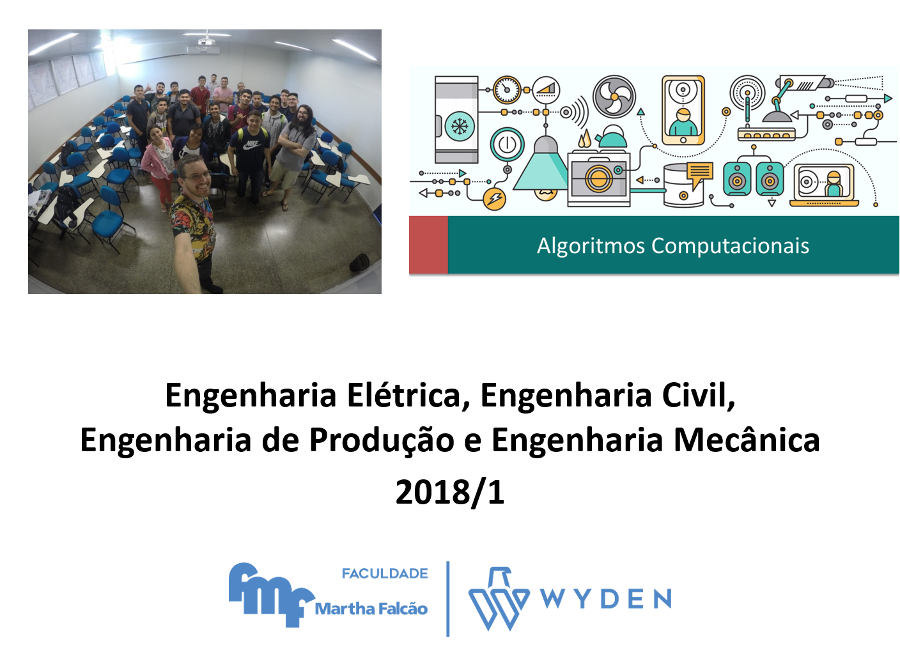 Algoritmos Computacionais
Engenharia Elétrica, Engenharia Civil,
Engenharia de Produção e Engenharia Mecânica
2018/1
fmf
FACULDADE
Martha Falcão
WYDEN